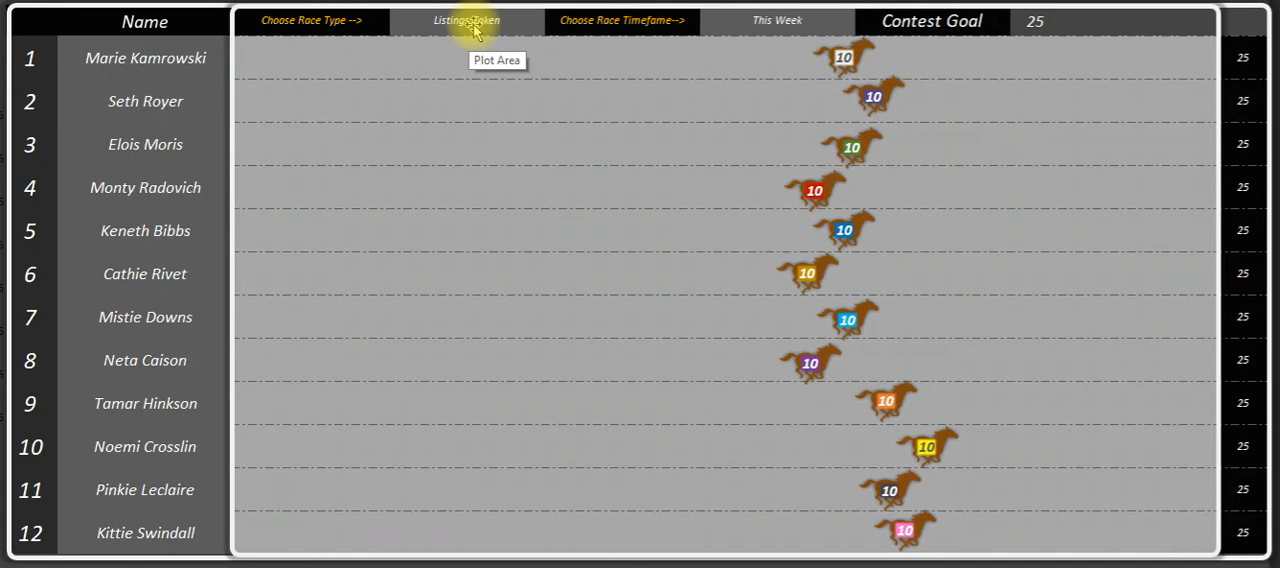 Name Choose Race Type --> Listings Taken Choose Race Timefame--> This Week Contest Goal 25
Plot Area
1 Marie Kamrowski 10 25
2 Seth Royer 10 25
3 Elois Moris 10 25
4 Monty Radovich 10 25
5 Keneth Bibbs 10 25
6 Cathie Rivet 10 25
7 Mistie Downs 10 25
8 Neta Caison 10 25
9 Tamar Hinkson 10 25
10 Noemi Crosslin 10 25
11 Pinkie Leclaire 10 25
12 Kittie Swindall 10 25